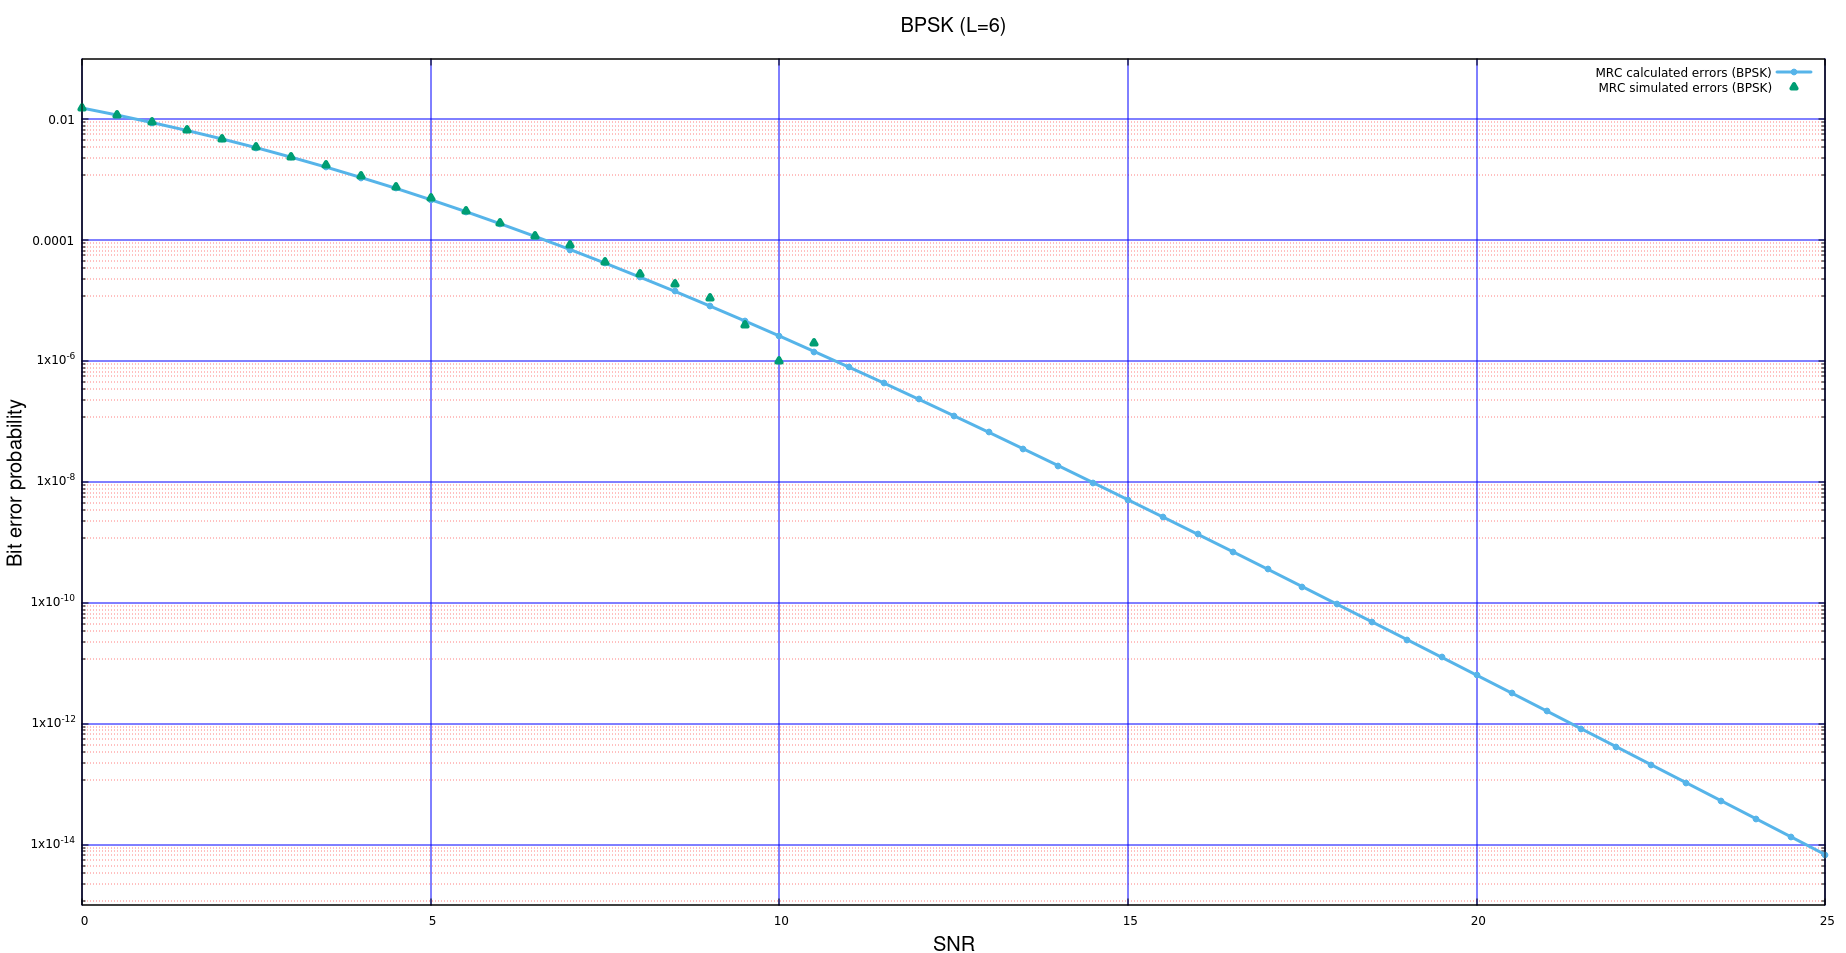 BPSK (L=6)
MRC calculated errors (BPSK)
MRC simulated errors (BPSK)
0.01
0.0001
1x10⁻⁶
1x10⁻⁸
1x10⁻¹⁰
1x10⁻¹²
1x10⁻¹⁴
Bit error probability
0 5 10 15 20 25
SNR